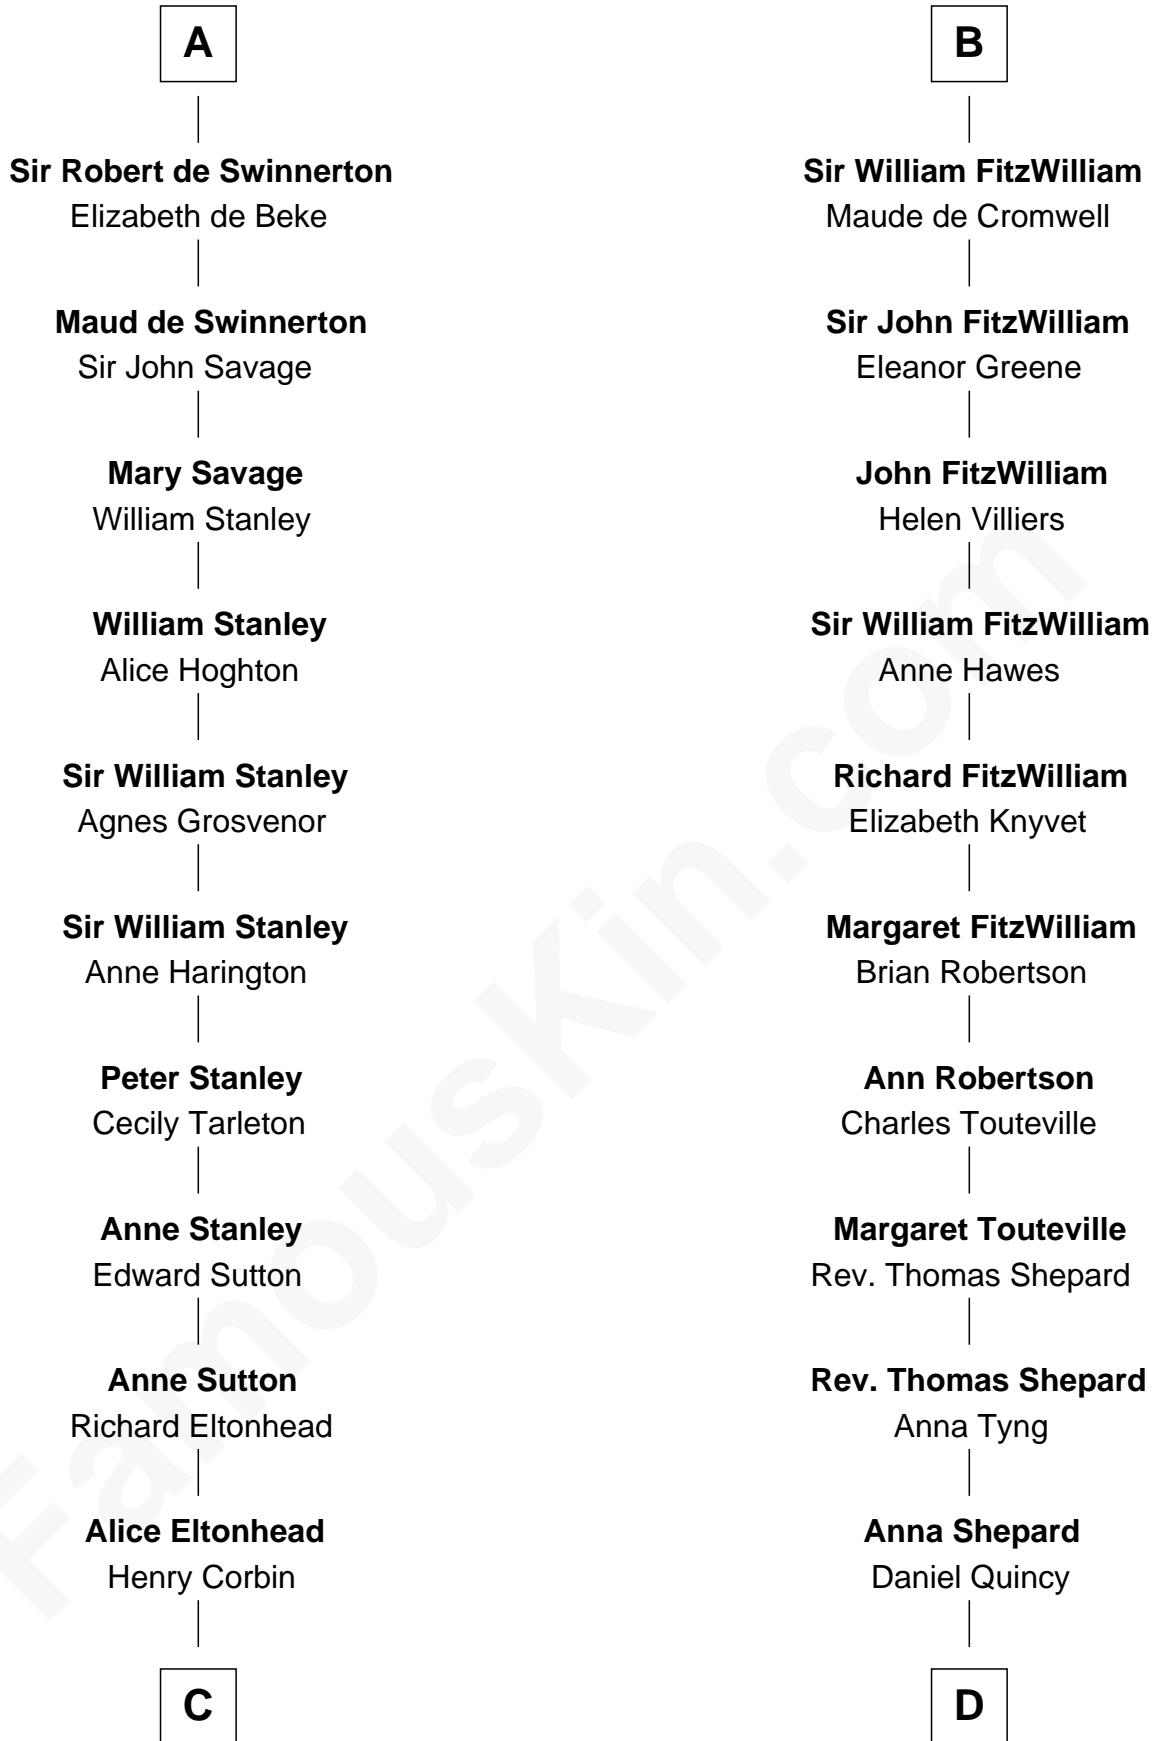 A
Sir Robert de Swinnerton
Elizabeth de Beke
Maud de Swinnerton
Sir John Savage
Mary Savage
William Stanley
William Stanley
Alice Hoghton
Sir William Stanley
Agnes Grosvenor
Sir William Stanley
Anne Harington
Peter Stanley
Cecily Tarleton
Anne Stanley
Edward Sutton
Anne Sutton
Richard Eltonhead
Alice Eltonhead
Henry Corbin
C
B
Sir William FitzWilliam
Maude de Cromwell
Sir John FitzWilliam
Eleanor Greene
John FitzWilliam
Helen Villiers
Sir William FitzWilliam
Anne Hawes
Richard FitzWilliam
Elizabeth Knyvet
Margaret FitzWilliam
Brian Robertson
Ann Robertson
Charles Touteville
Margaret Touteville
Rev. Thomas Shepard
Rev. Thomas Shepard
Anna Tyng
Anna Shepard
Daniel Quincy
D
FamousKin.com